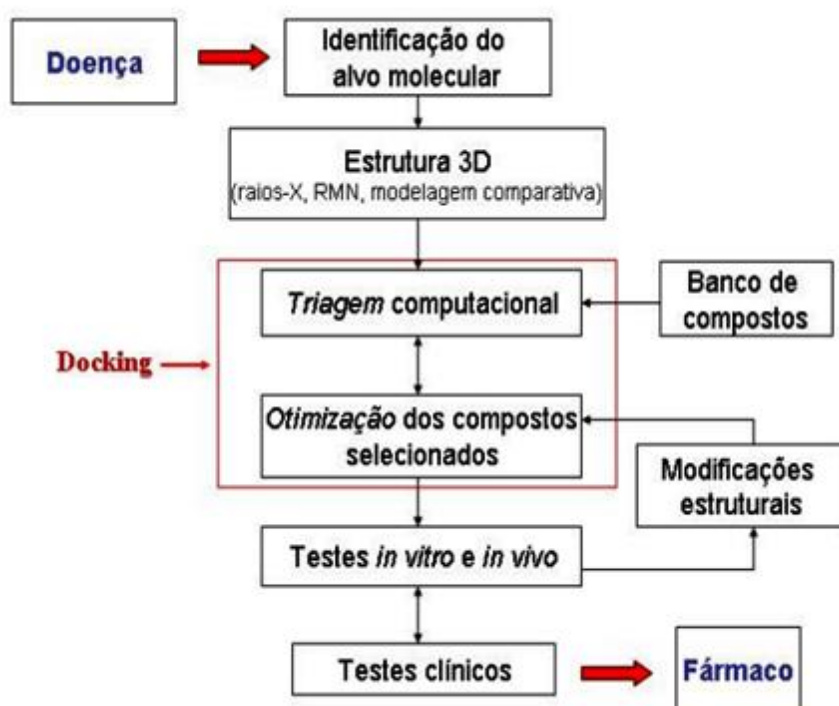 Doença
Identificação do
alvo molecular
Estrutura 3D
(raios-X, RMN, modelagem comparativa)
Triagem computacional
Banco de
compostos
Docking
Otimização dos compostos
selecionados
Modificações
estruturais
Testes in vitro e in vivo
Testes clínicos
Fármaco